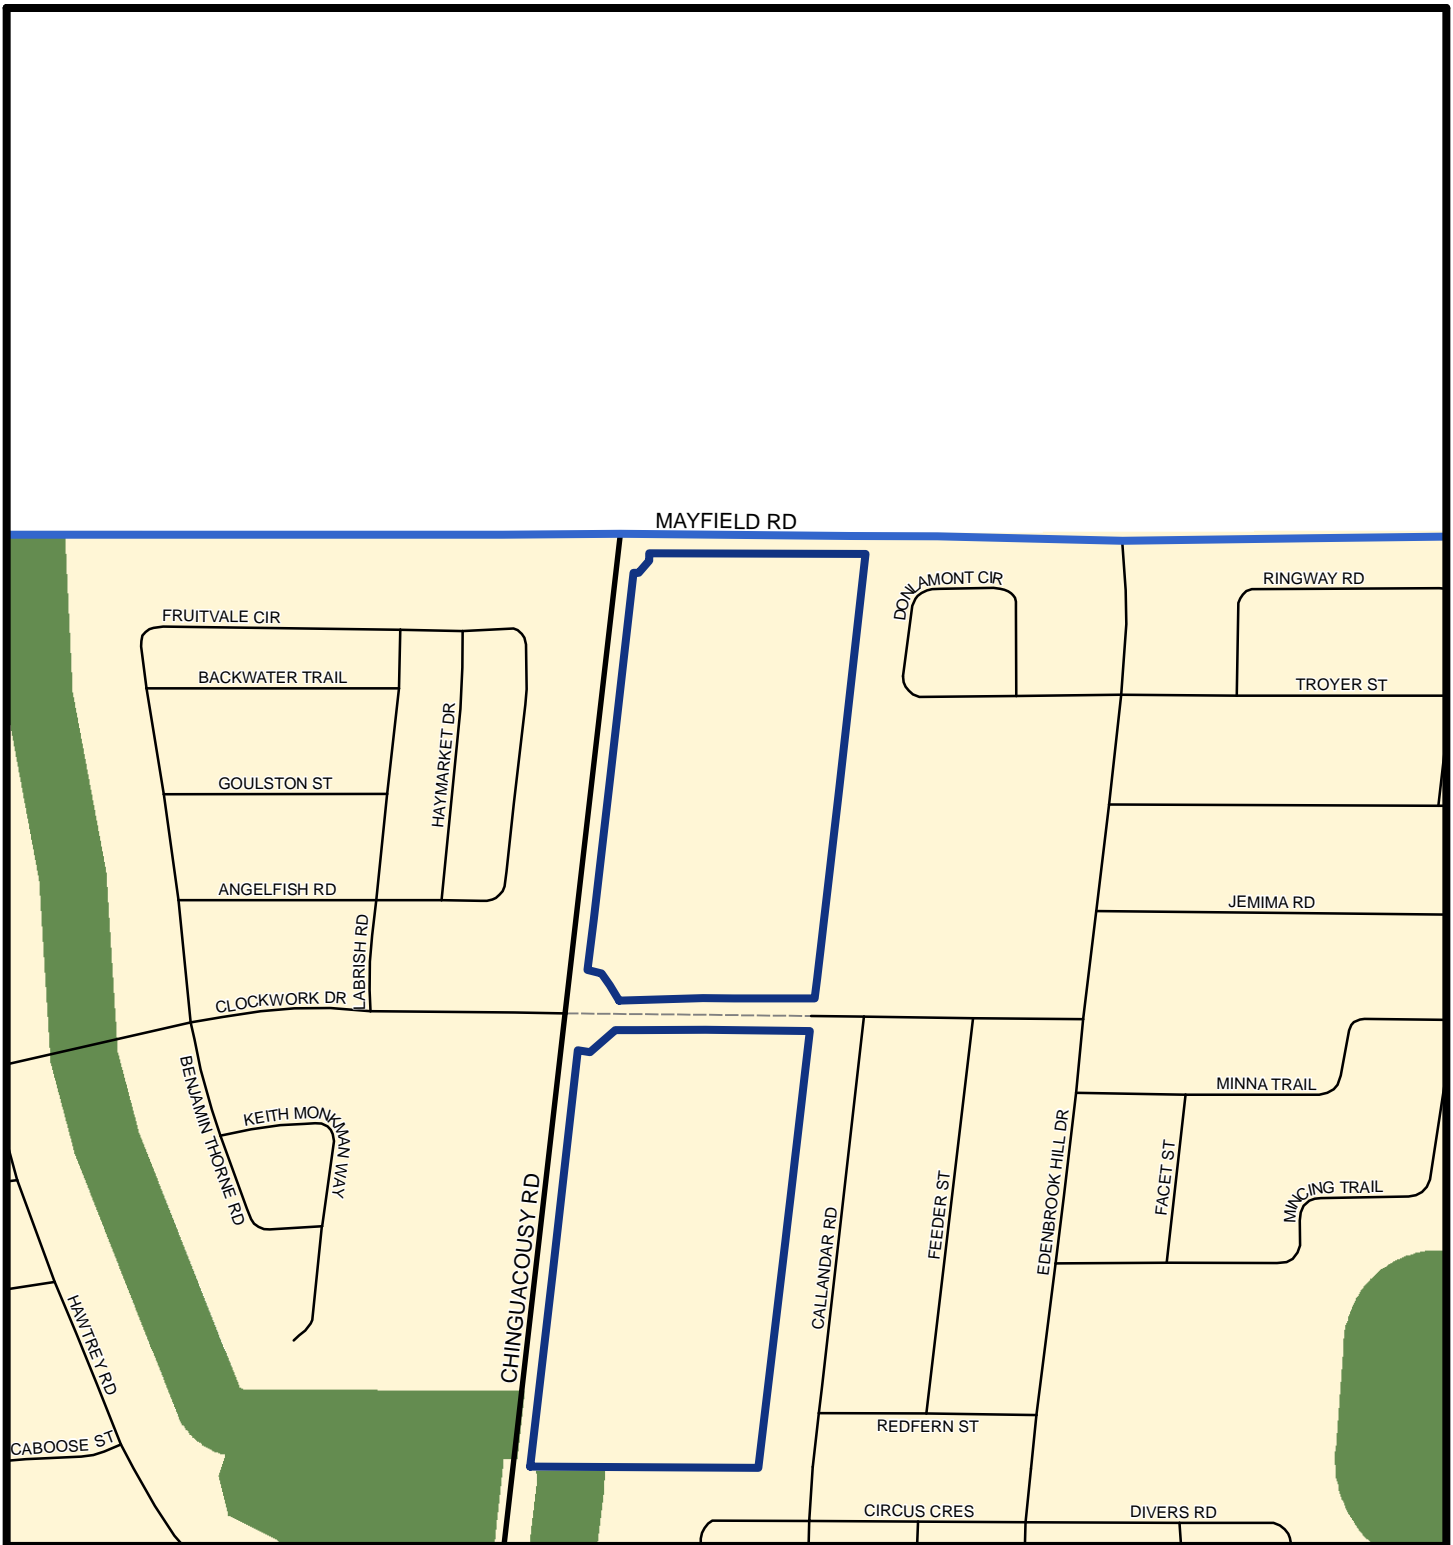 MAYFIELD RD
DONLAMONT CIR
RINGWAY RD
FRUITVALE CIR
BACKWATER TRAIL
TROYER ST
HAYMARKET DR
GOULSTON ST
ANGELFISH RD
JEMIMA RD
LABRISH RD
CLOCKWORK DR
BENJAMIN THORNE RD
KEITH MONKMAN WAY
MINNA TRAIL
EDENBROOK HILL DR
FACET ST
CHINGUACOUSY RD
FEEDER ST
CALLANDAR RD
MINCING TRAIL
HAWTREY RD
REDFERN ST
CABOOSE ST
CIRCUS CRES
DIVERS RD